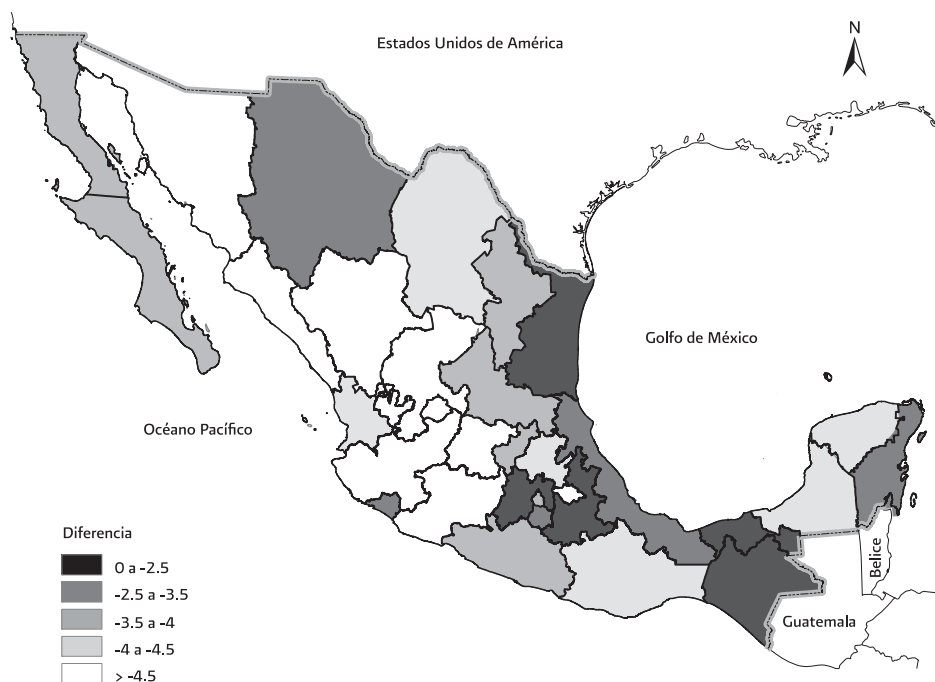 Estados Unidos de América
N
Golfo de México
Océano Pacífico
Belice
Guatemala
Diferencia
0 a -2.5
-2.5 a -3.5
-3.5 a -4
-4 a -4.5
> -4.5